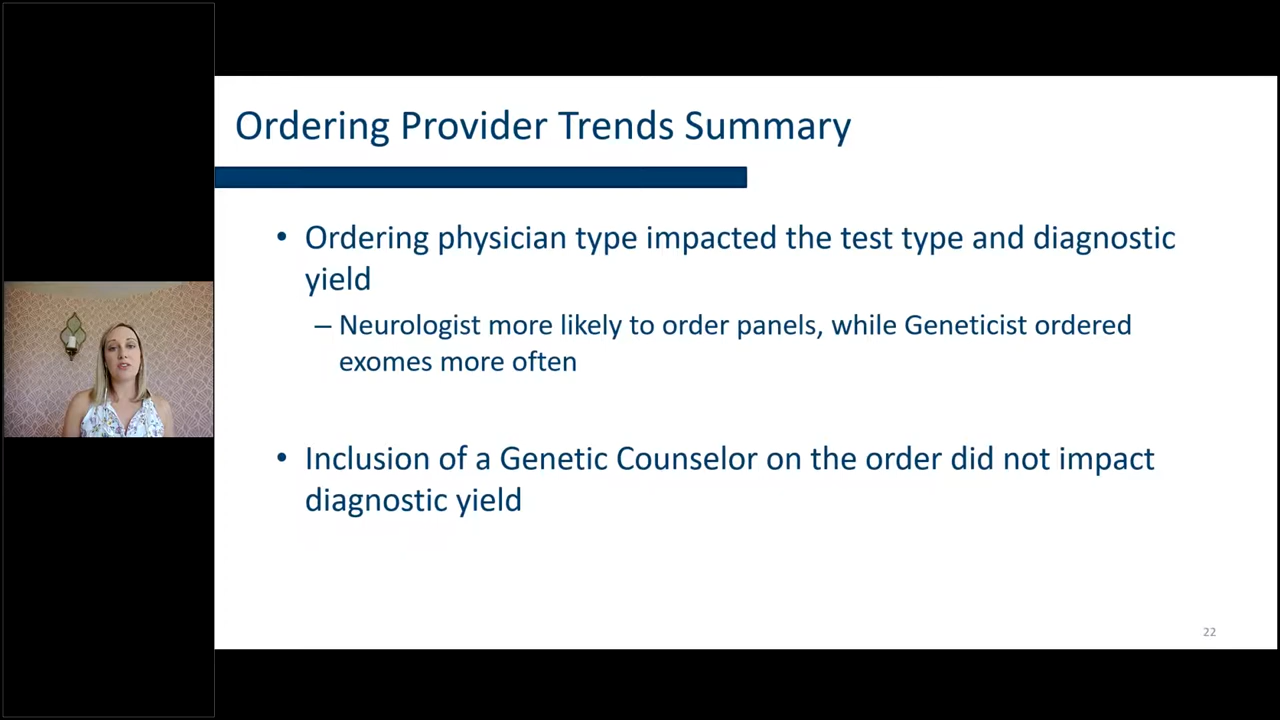 Ordering Provider Trends Summary
• Ordering physician type impacted the test type and diagnostic
yield
– Neurologist more likely to order panels, while Geneticist ordered
exomes more often
• Inclusion of a Genetic Counselor on the order did not impact
diagnostic yield
22